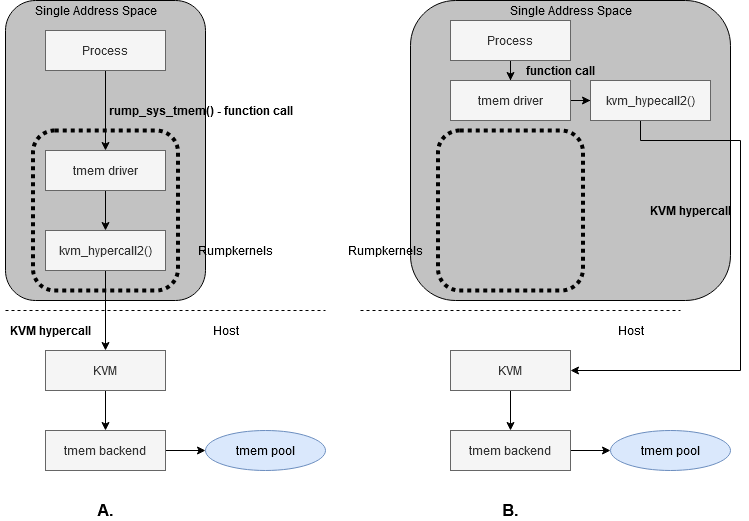 Single Address Space
Process
rump_sys_tmem() - function call
tmem driver
kvm_hypercall2()
Rumpkernels
KVM hypercall
Host
KVM
tmem backend
tmem pool
A.
Single Address Space
Process
function call
tmem driver
kvm_hypecall2()
KVM hypercall
Rumpkernels
Host
KVM
tmem backend
tmem pool
B.